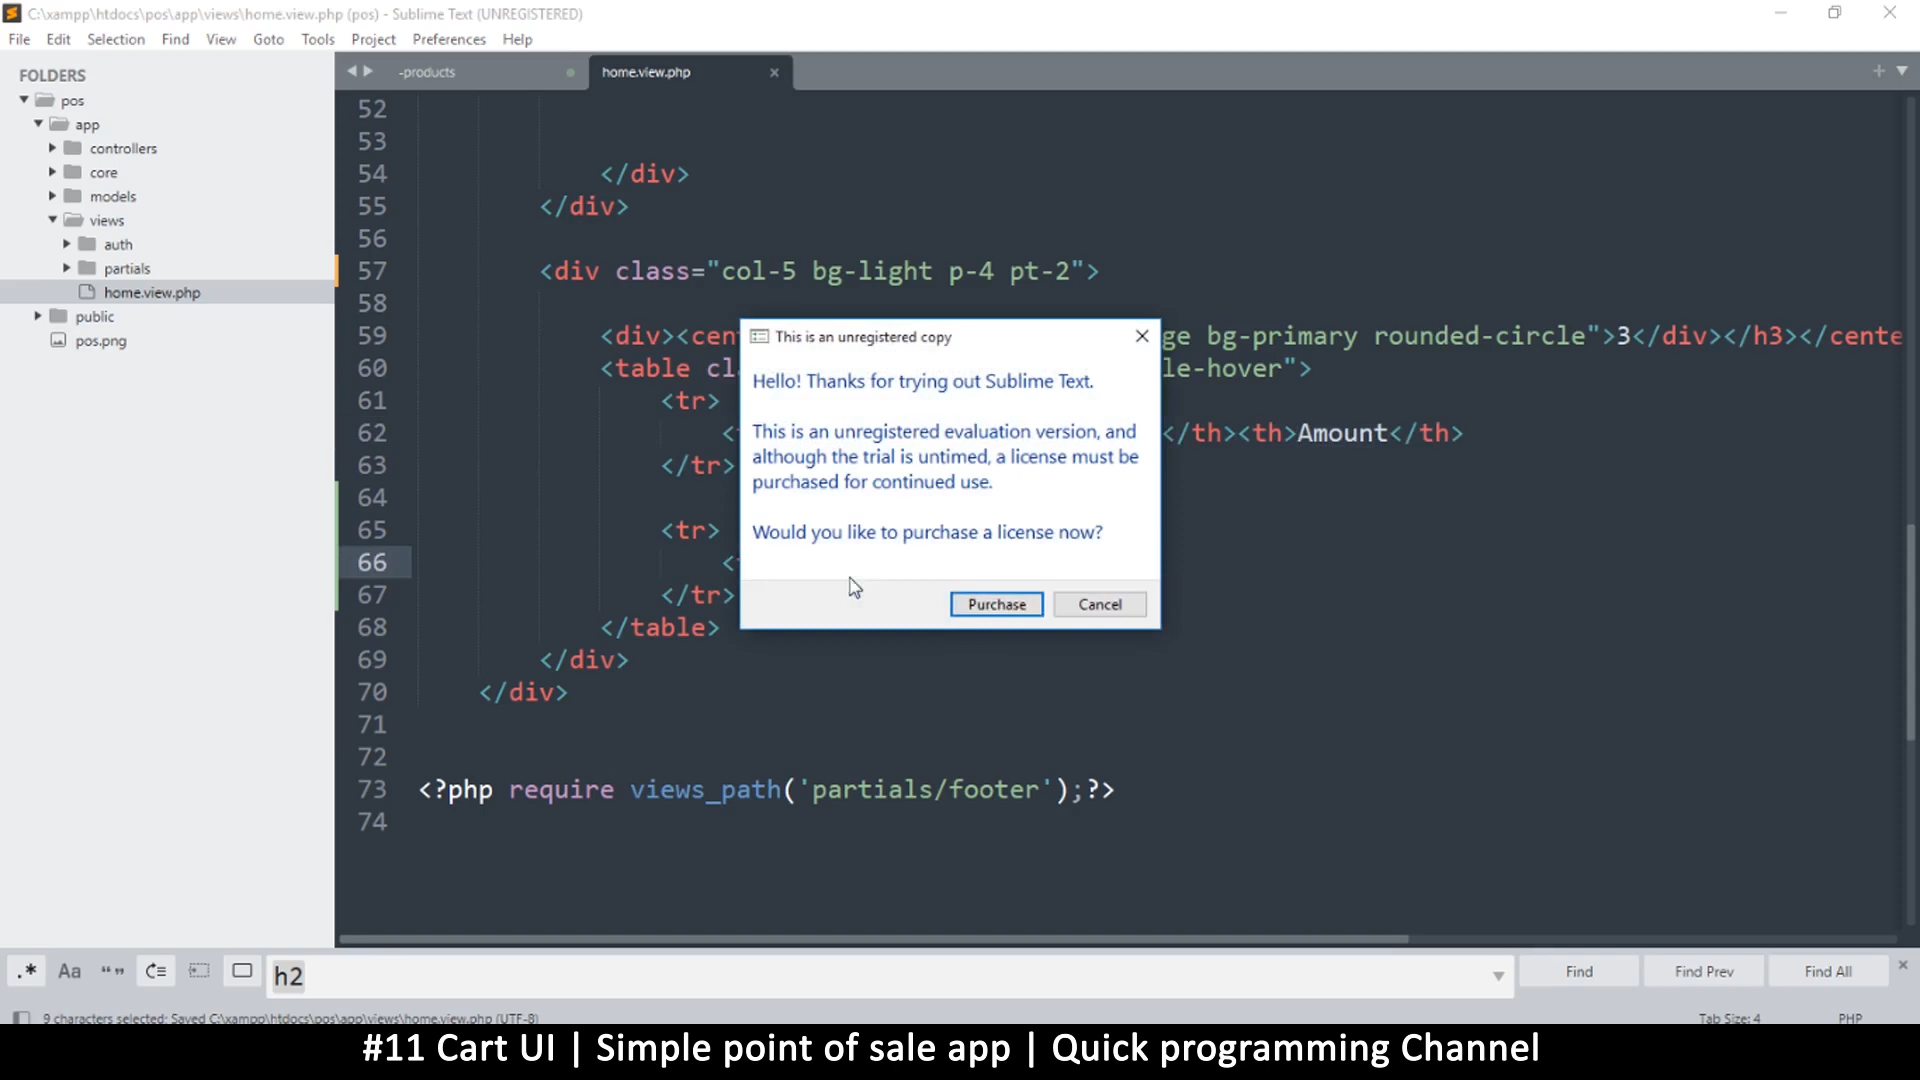 C:\xampp\htdocs\pos\app\views\home.view.php (pos) - Sublime Text (UNREGISTERED)
File Edit Selection Find View Goto Tools Project Preferences Help
FOLDERS
pos
app
controllers
core
models
views
auth
partials
home.view.php
public
pos.png
-products home.view.php
52
53
54 </div>
55 </div>
56
57 <div class="col-5 bg-light p-4 pt-2">
58
59 <div><cen ge bg-primary rounded-circle">3</div></h3></cente
60 <table cl le-hover">
61 <tr>
62 < </th><th>Amount</th>
63 </tr>
64
65 <tr>
66 <
67 </tr>
68 </table>
69 </div>
70 </div>
71
72
73 <?php require views_path('partials/footer');?>
74
This is an unregistered copy
Hello! Thanks for trying out Sublime Text.
This is an unregistered evaluation version, and
although the trial is untimed, a license must be
purchased for continued use.
Would you like to purchase a license now?
Purchase Cancel
.* Aa “” h2 Find Find Prev Find All
9 characters selected; Saved C:\xampp\htdocs\pos\app\views\home.view.php (UTF-8) Tab Size: 4 PHP
#11 Cart UI | Simple point of sale app | Quick programming Channel